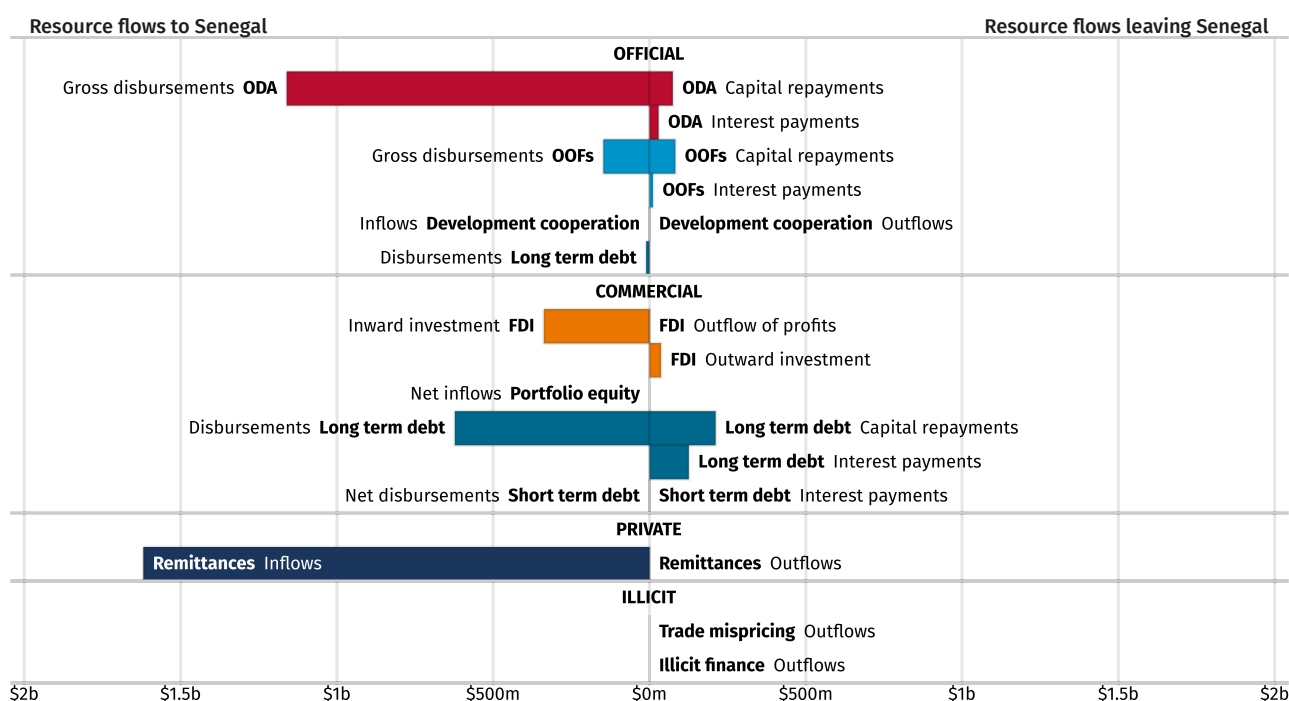 Resource flows to Senegal Resource flows leaving Senegal
OFFICIAL
Gross disbursements ODA ODA Capital repayments
ODA Interest payments
Gross disbursements OOFs OOFs Capital repayments
OOFs Interest payments
Inflows Development cooperation Development cooperation Outflows
Disbursements Long term debt
COMMERCIAL
Inward investment FDI FDI Outflow of profits
FDI Outward investment
Net inflows Portfolio equity
Disbursements Long term debt Long term debt Capital repayments
Long term debt Interest payments
Net disbursements Short term debt Short term debt Interest payments
PRIVATE
Remittances Inflows Remittances Outflows
ILLICIT
Trade mispricing Outflows
Illicit finance Outflows
$2b $1.5b $1b $500m $0m $500m $1b $1.5b $2b